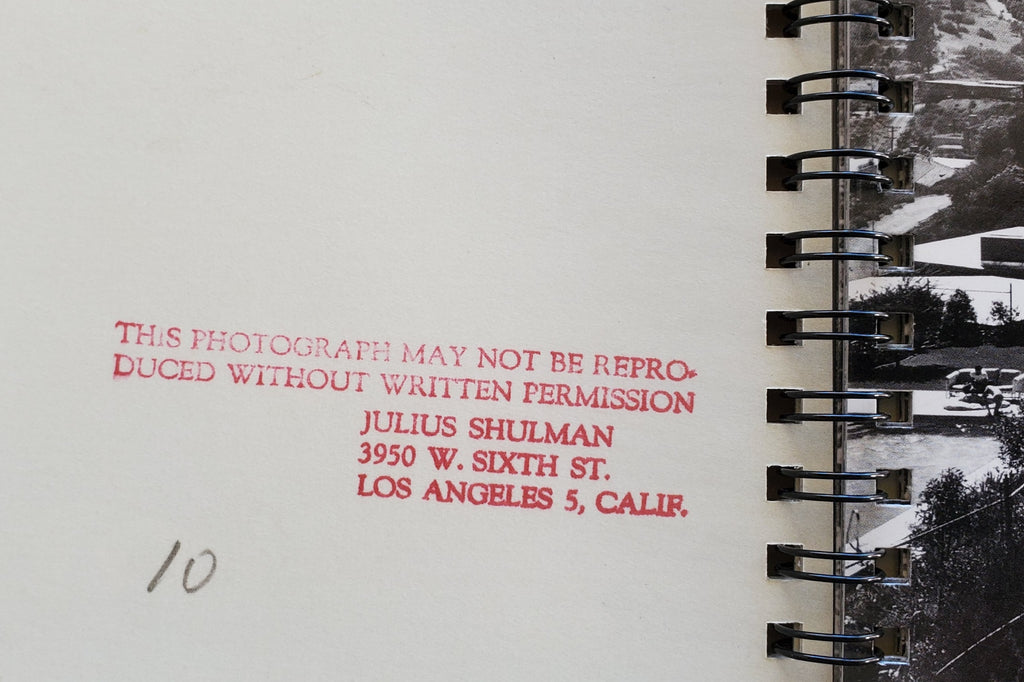 THIS PHOTOGRAPH MAY NOT BE REPRO-
DUCED WITHOUT WRITTEN PERMISSION
JULIUS SHULMAN
3950 W. SIXTH ST.
LOS ANGELES 5, CALIF.
10